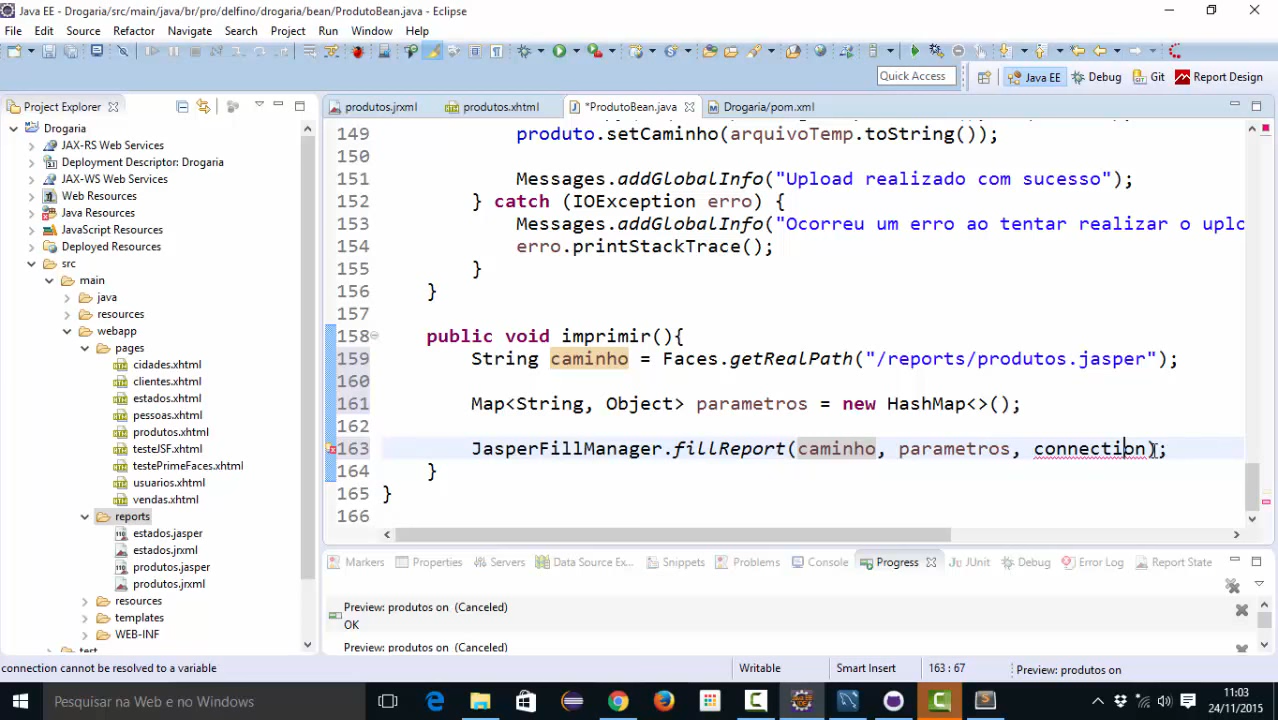 Java EE - Drogaria/src/main/java/br/pro/delfino/drogaria/bean/ProdutoBean.java - Eclipse
File Edit Source Refactor Navigate Search Project Run Window Help
Quick Access
Java EE Debug Git Report Design
Project Explorer
Drogaria
JAX-RS Web Services
Deployment Descriptor: Drogaria
JAX-WS Web Services
Web Resources
Java Resources
JavaScript Resources
Deployed Resources
src
main
java
resources
webapp
pages
cidades.xhtml
clientes.xhtml
estados.xhtml
pessoas.xhtml
produtos.xhtml
testeJSF.xhtml
testePrimeFaces.xhtml
usuarios.xhtml
vendas.xhtml
reports
estados.jasper
estados.jrxml
produtos.jasper
produtos.jrxml
resources
templates
WEB-INF
test
produtos.jrxml produtos.xhtml *ProdutoBean.java Drogaria/pom.xml
149 produto.setCaminho(arquivoTemp.toString());
150
151 Messages.addGlobalInfo("Upload realizado com sucesso");
152 } catch (IOException erro) {
153 Messages.addGlobalInfo("Ocorreu um erro ao tentar realizar o uplo
154 erro.printStackTrace();
155 }
156 }
157
158 public void imprimir(){
159 String caminho = Faces.getRealPath("/reports/produtos.jasper");
160
161 Map<String, Object> parametros = new HashMap<>();
162
163 JasperFillManager.fillReport(caminho, parametros, connection);
164 }
165 }
166
Markers Properties Servers Data Source Ex... Snippets Problems Console Progress JUnit Debug Error Log Report State
Preview: produtos on (Canceled)
OK
Preview: produtos on (Canceled)
connection cannot be resolved to a variable Writable Smart Insert 163 : 67 Preview: produtos on
Pesquisar na Web e no Windows
11:03
24/11/2015